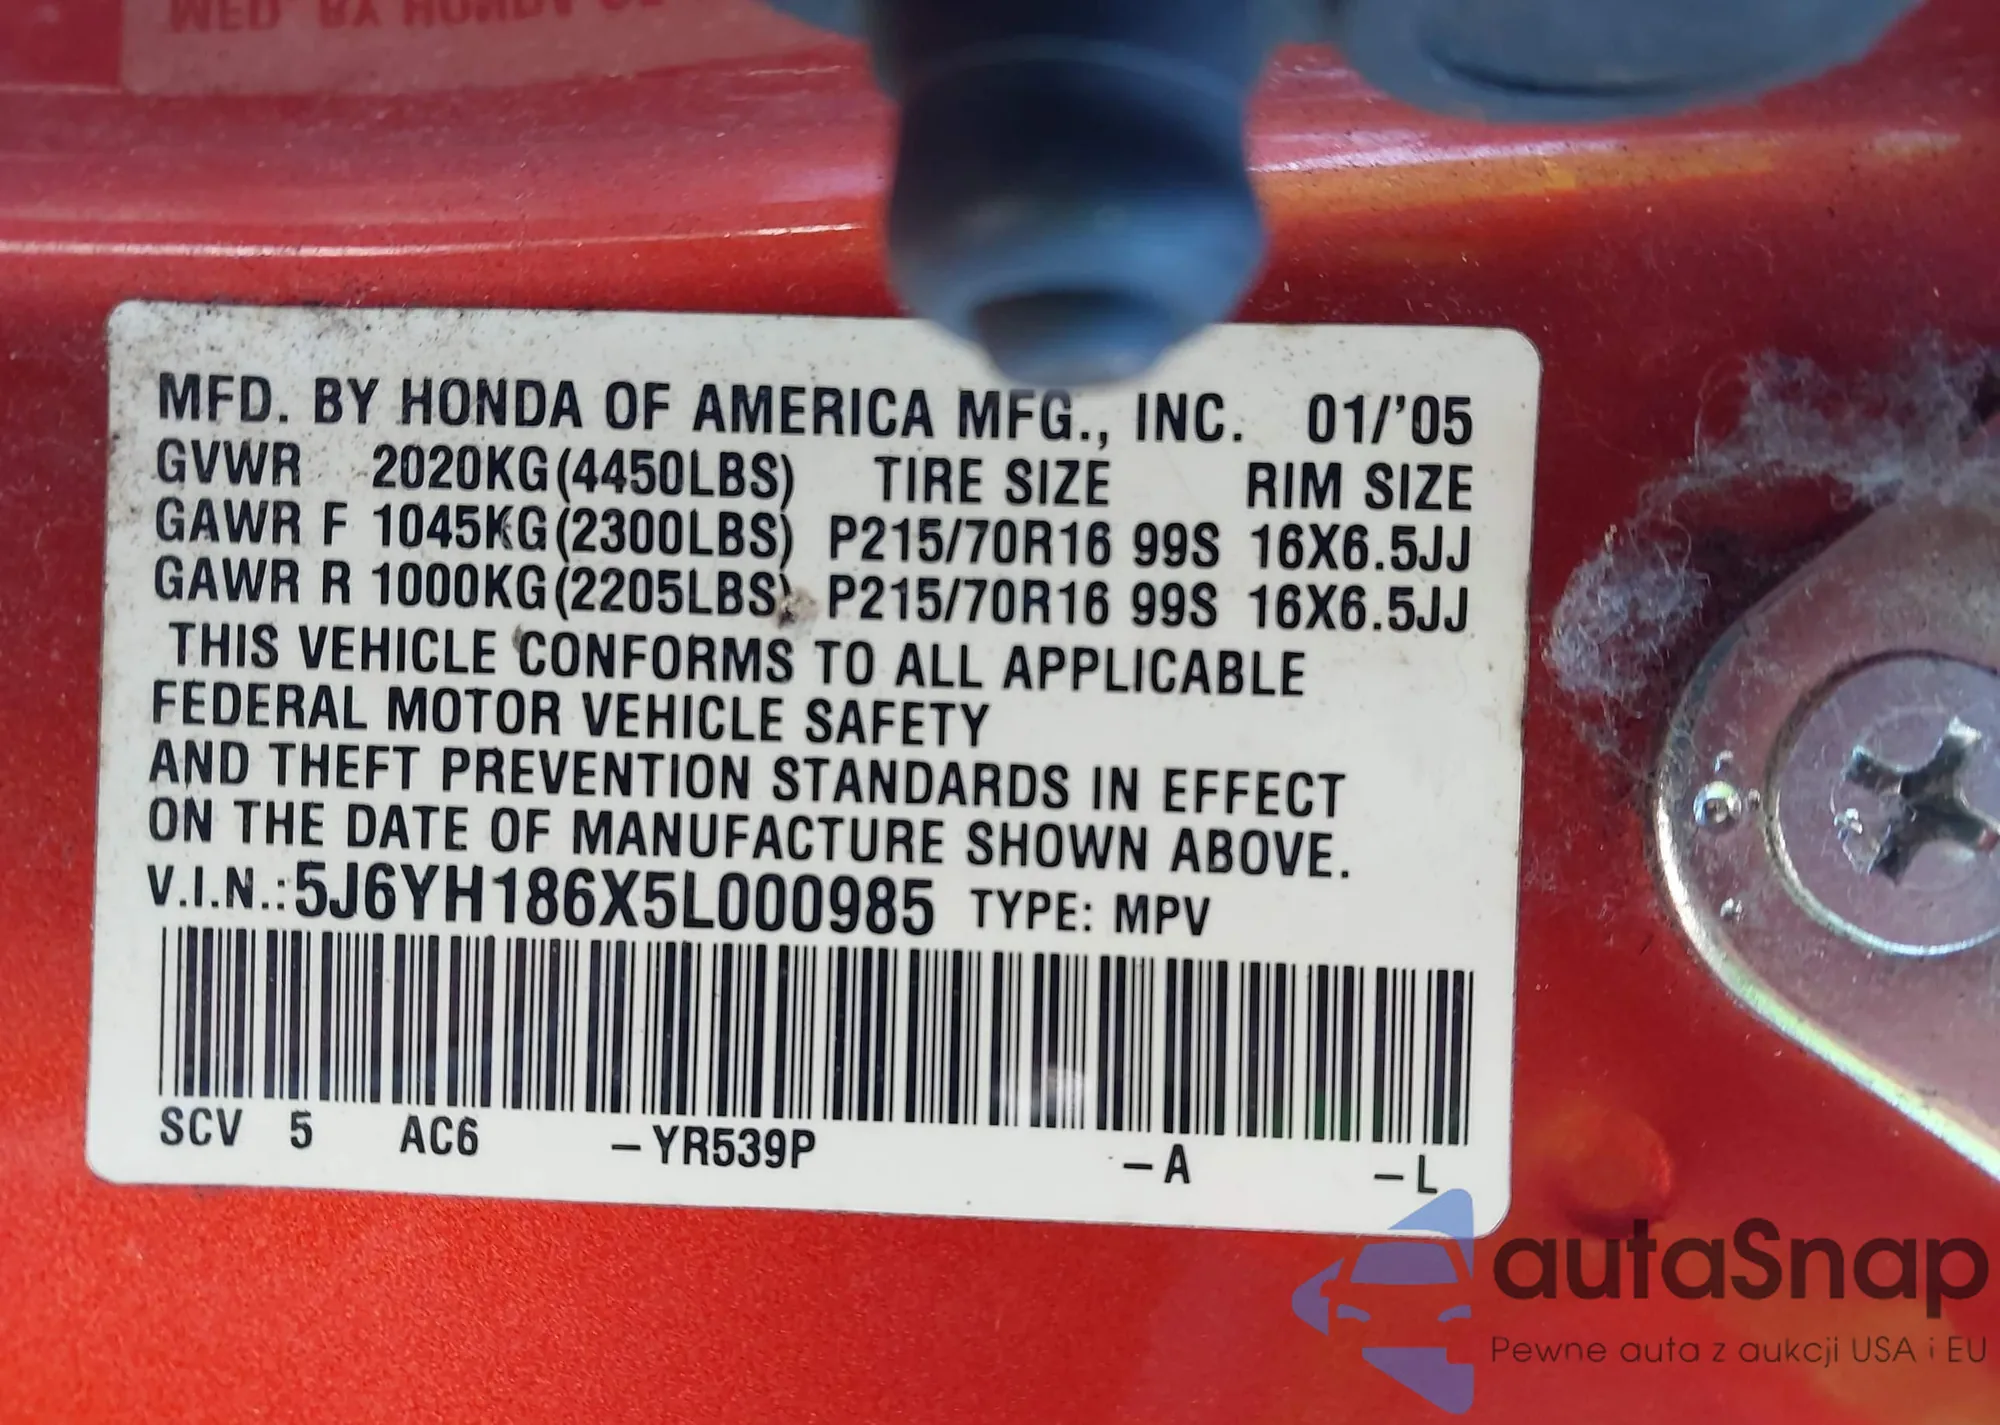 MFD. BY HONDA OF AMERICA MFG., INC. 01/'05
GVWR 2020KG(4450LBS) TIRE SIZE RIM SIZE
GAWR F 1045KG(2300LBS) P215/70R16 99S 16X6.5JJ
GAWR R 1000KG(2205LBS) P215/70R16 99S 16X6.5JJ
THIS VEHICLE CONFORMS TO ALL APPLICABLE
FEDERAL MOTOR VEHICLE SAFETY
AND THEFT PREVENTION STANDARDS IN EFFECT
ON THE DATE OF MANUFACTURE SHOWN ABOVE.
V.I.N.:5J6YH186X5L000985 TYPE: MPV
SCV 5 AC6 -YR539P -A -L
autaSnap
Pewne auta z aukcji USA i EU